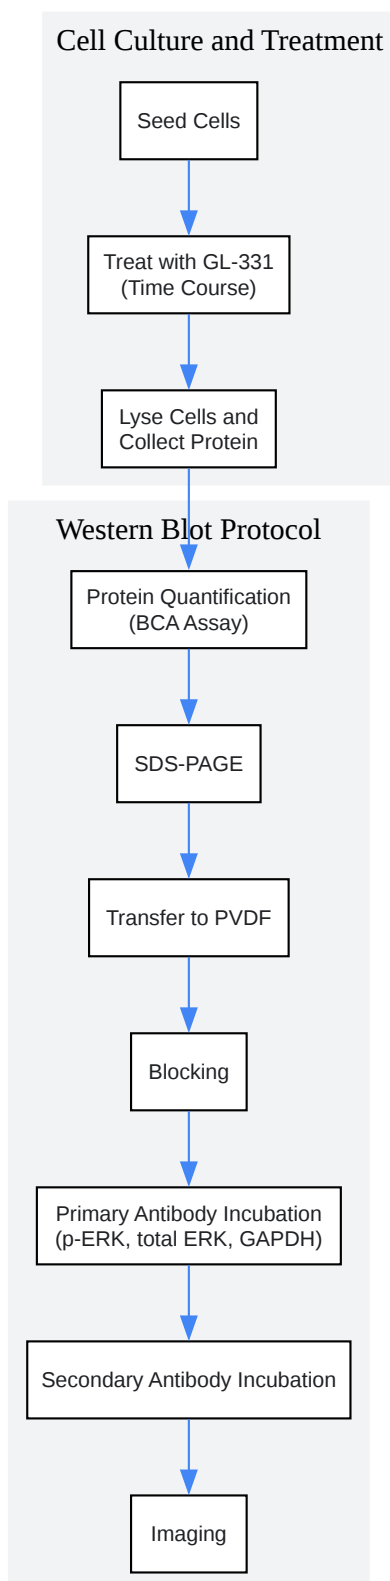 Cell Culture and Treatment
Seed Cells
Treat with GL-331
(Time Course)
Lyse Cells and
Collect Protein
Western Blot Protocol
Protein Quantification
(BCA Assay)
SDS-PAGE
Transfer to PVDF
Blocking
Primary Antibody Incubation
(p-ERK, total ERK, GAPDH)
Secondary Antibody Incubation
Imaging